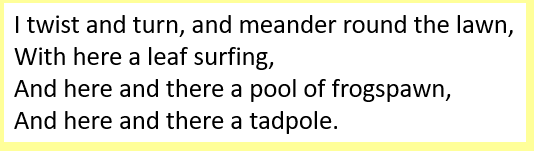 I twist and turn, and meander round the lawn,
With here a leaf surfing,
And here and there a pool of frogspawn,
And here and there a tadpole.